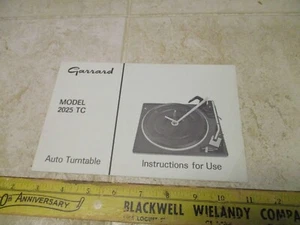 Garrard
MODEL
2025 TC
Auto Turntable
Instructions for Use
ANNIVERSARY
BLACKWELL WIELANDY COMPA